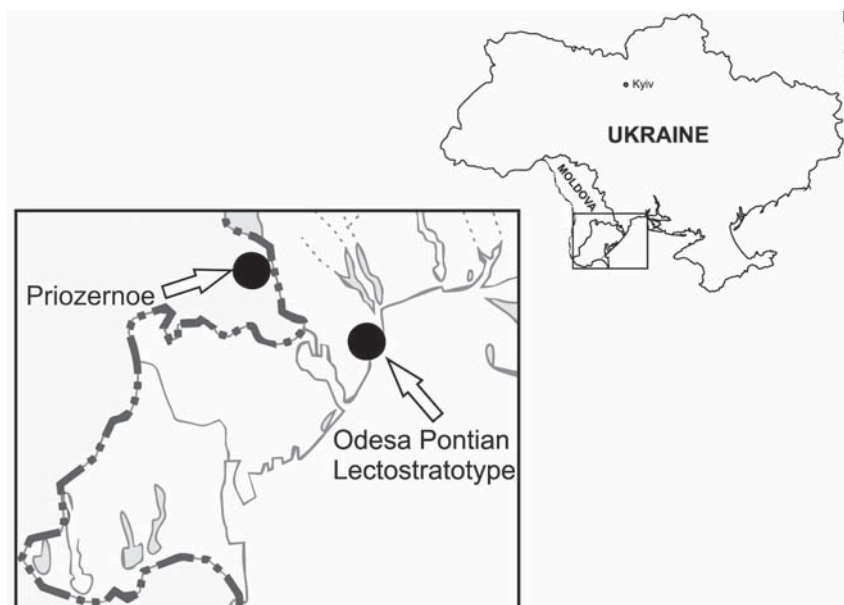 Kyiv
UKRAINE
MOLDOVA
Priozernoe
Odesa Pontian
Lectostratotype